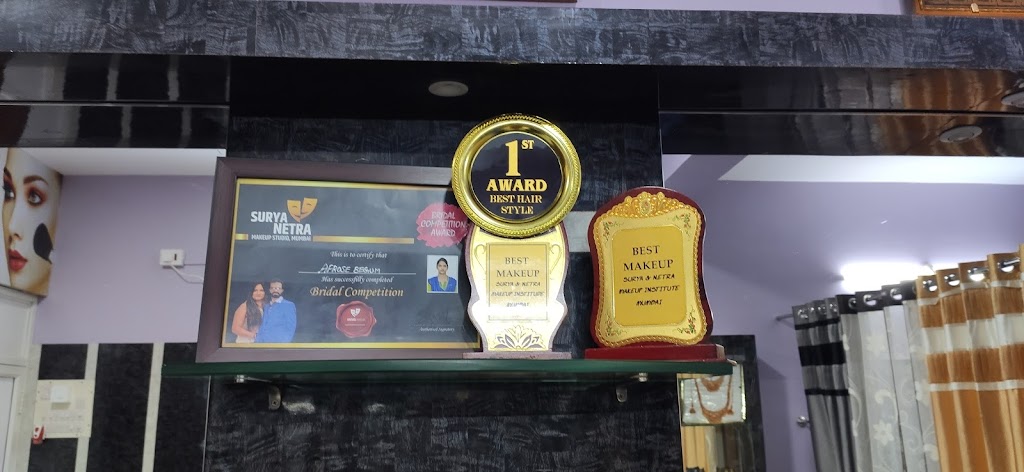 SURYA
NETRA
MAKEUP STUDIO, MUMBAI
BRIDAL
COMPETITION
AWARD
This is to certify that
AFROSE BEGUM
Has successfully completed
Bridal Competition
Authorised Signatory
1ST
AWARD
BEST HAIR
STYLE
BEST
MAKEUP
SURYA & NETRA
MAKEUP INSTITUTE
MUMBAI
BEST
MAKEUP
SURYA & NETRA
MAKEUP INSTITUTE
MUMBAI